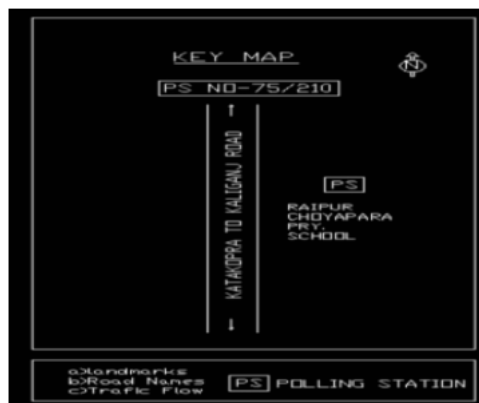 KEY MAP
N
PS NO-75/210
KATAKOPRA TO KALIGANJ ROAD
PS
RAIPUR
CHOYAPARA
PRY.
SCHOOL
a)landmarks
b)Road Names
c)Trafic Flow
PS POLLING STATION